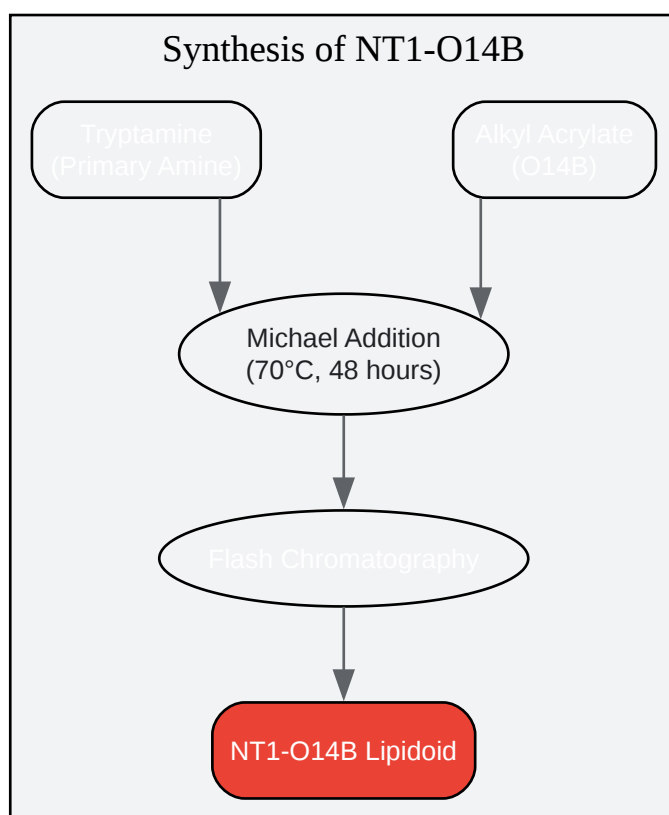 Synthesis of NT1-O14B
Tryptamine
(Primary Amine)
Alkyl Acrylate
(O14B)
Michael Addition
(70°C, 48 hours)
Flash Chromatography
NT1-O14B Lipidoid